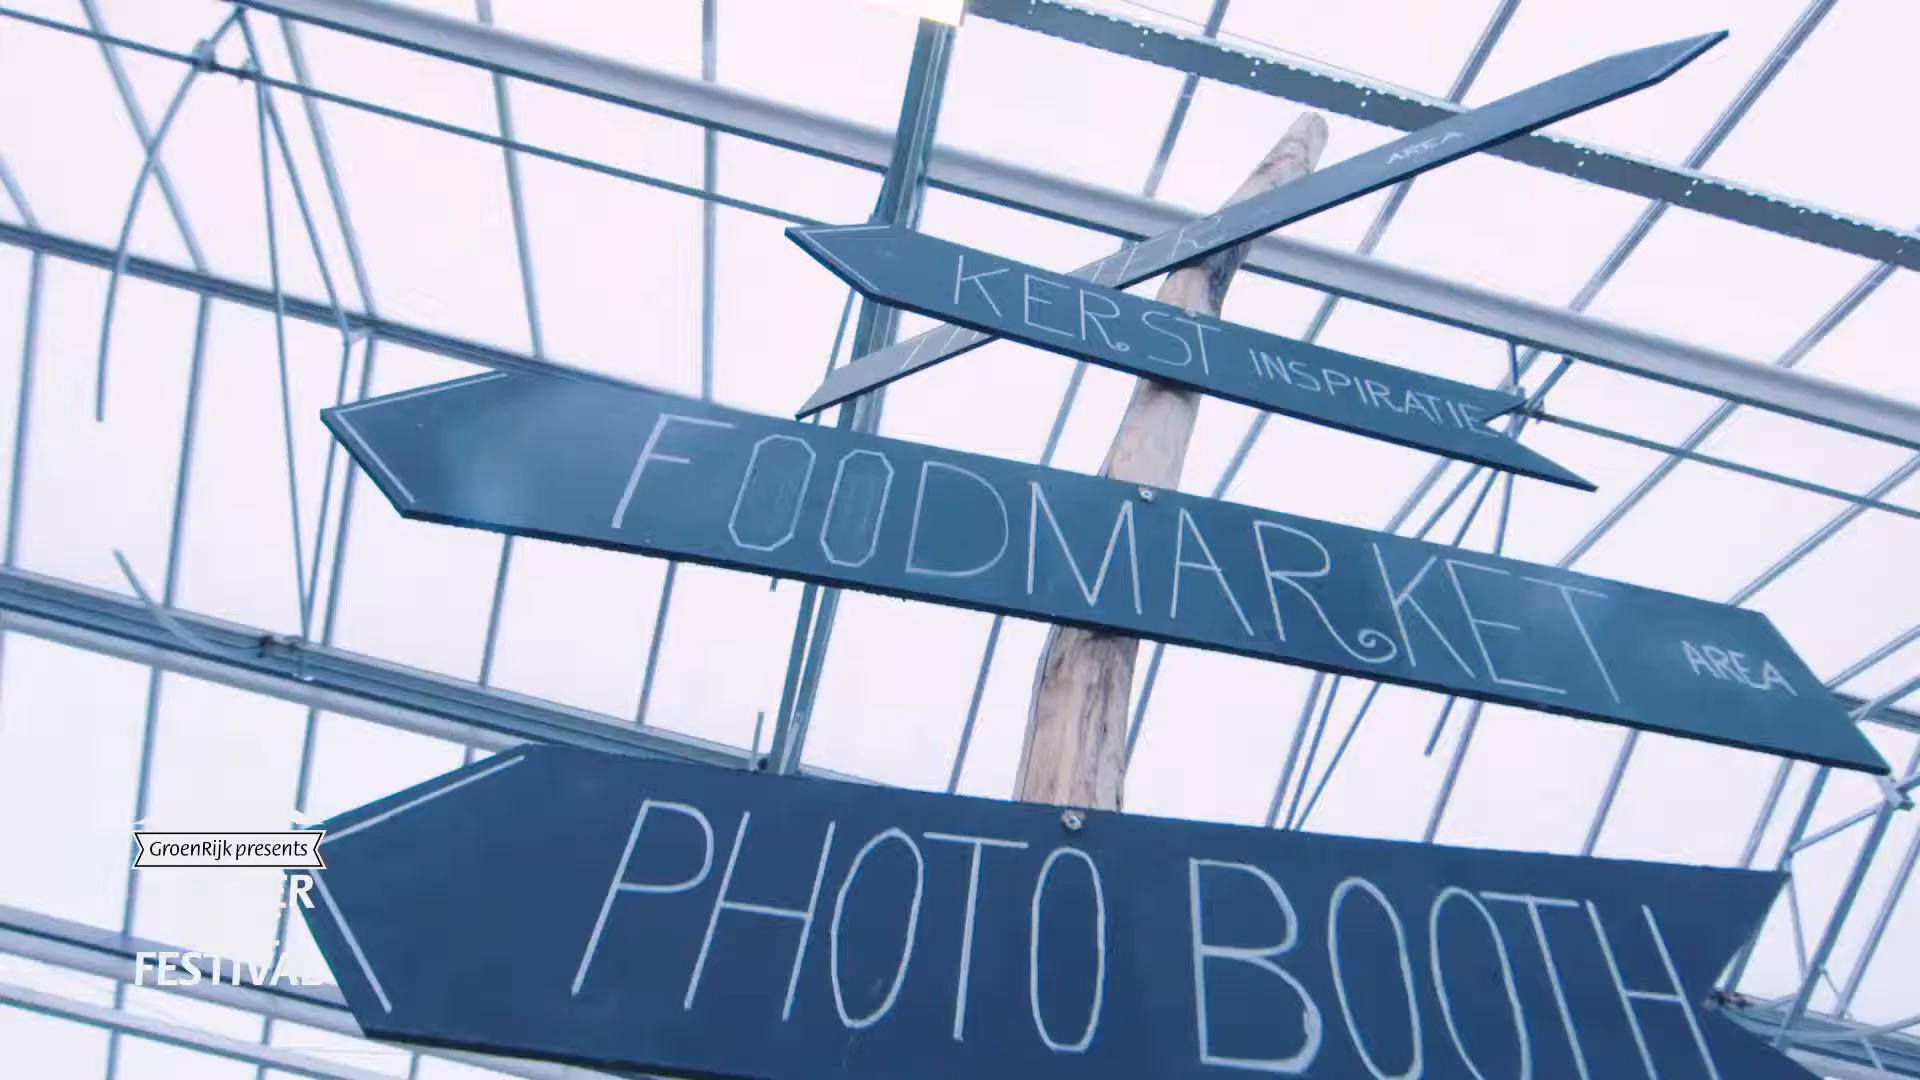 AREA
KERST INSPIRATIE
FOODMARKET AREA
PHOTO BOOTH
GroenRijk presents
FESTIVAL